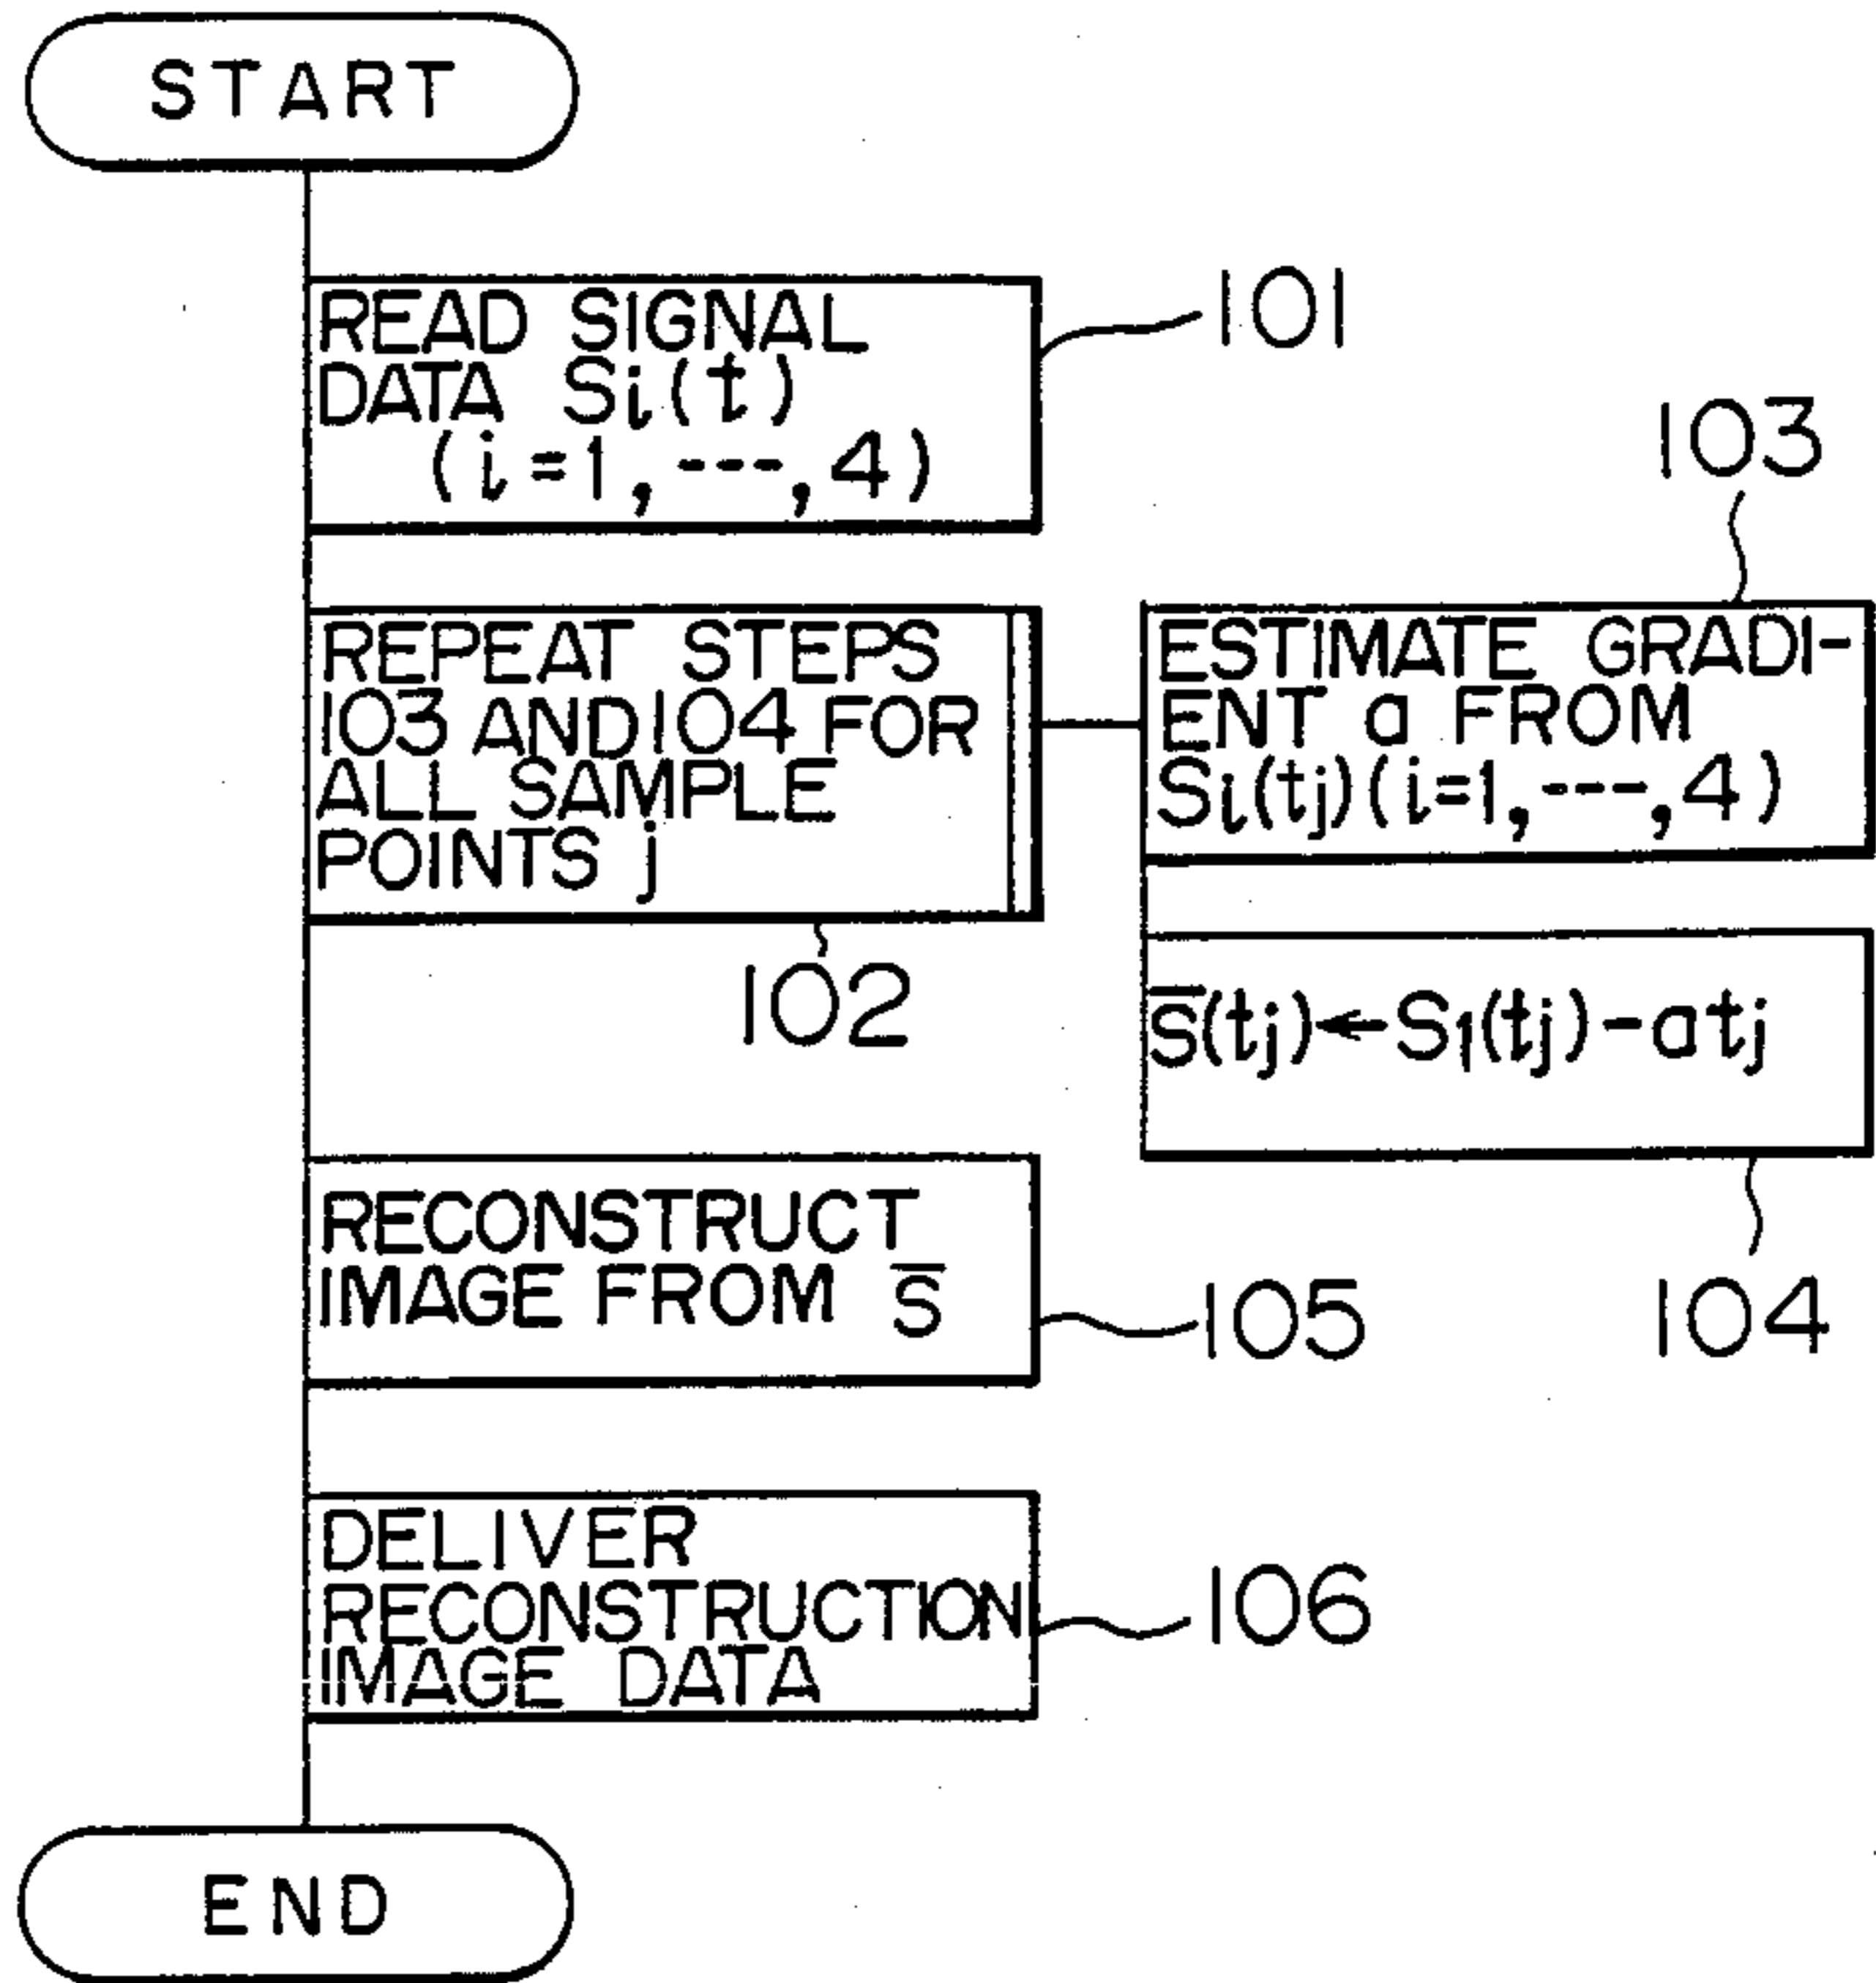 START
READ SIGNAL
DATA Si(t)
(i=1,---,4)
101
REPEAT STEPS
103 AND 104 FOR
ALL SAMPLE
POINTS j
102
103
ESTIMATE GRADI-
ENT a FROM
Si(tj)(i=1,---,4)
S̅(tj)←S1(tj)-atj
104
RECONSTRUCT
IMAGE FROM S̅
105
DELIVER
RECONSTRUCTION
IMAGE DATA
106
END